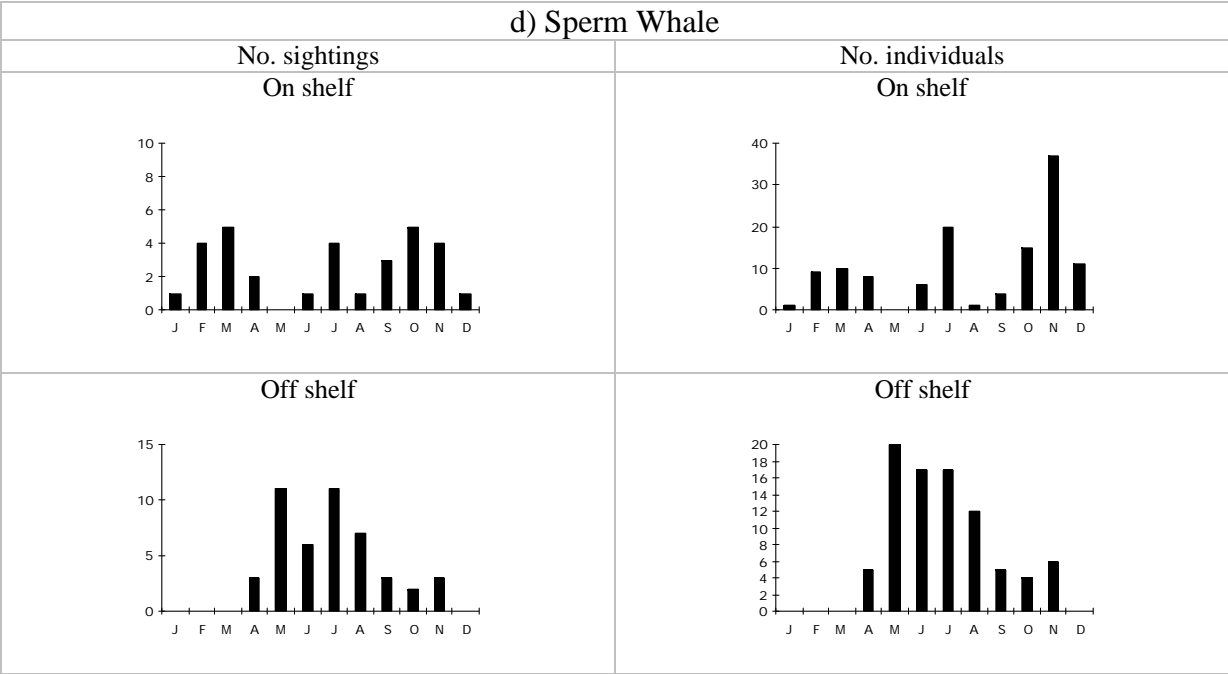 d) Sperm Whale
No. sightings
No. individuals
On shelf
On shelf
10
8
6
4
2
0
J F M A M J J A S O N D
40
30
20
10
0
J F M A M J J A S O N D
Off shelf
Off shelf
15
10
5
0
J F M A M J J A S O N D
20
18
16
14
12
10
8
6
4
2
0
J F M A M J J A S O N D